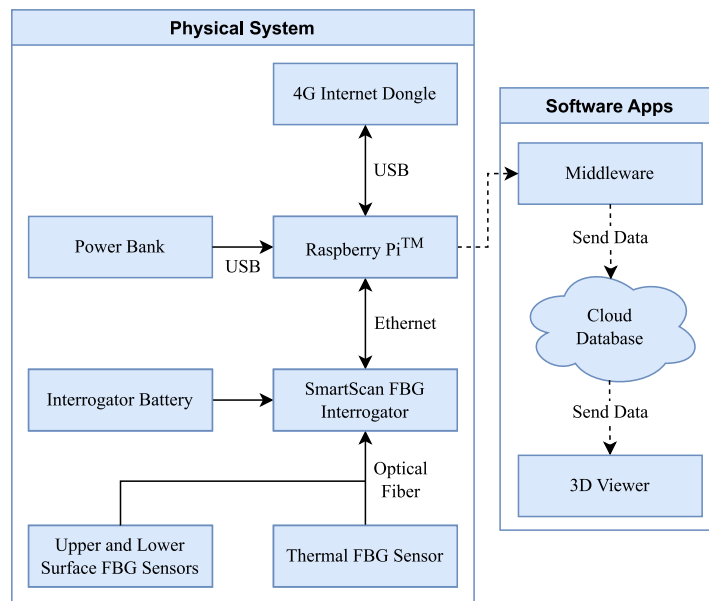 Physical System
4G Internet Dongle
USB
Power Bank
USB
Raspberry Pi™
Ethernet
Interrogator Battery
SmartScan FBG
Interrogator
Optical
Fiber
Upper and Lower
Surface FBG Sensors
Thermal FBG Sensor
Software Apps
Middleware
Send Data
Cloud
Database
Send Data
3D Viewer